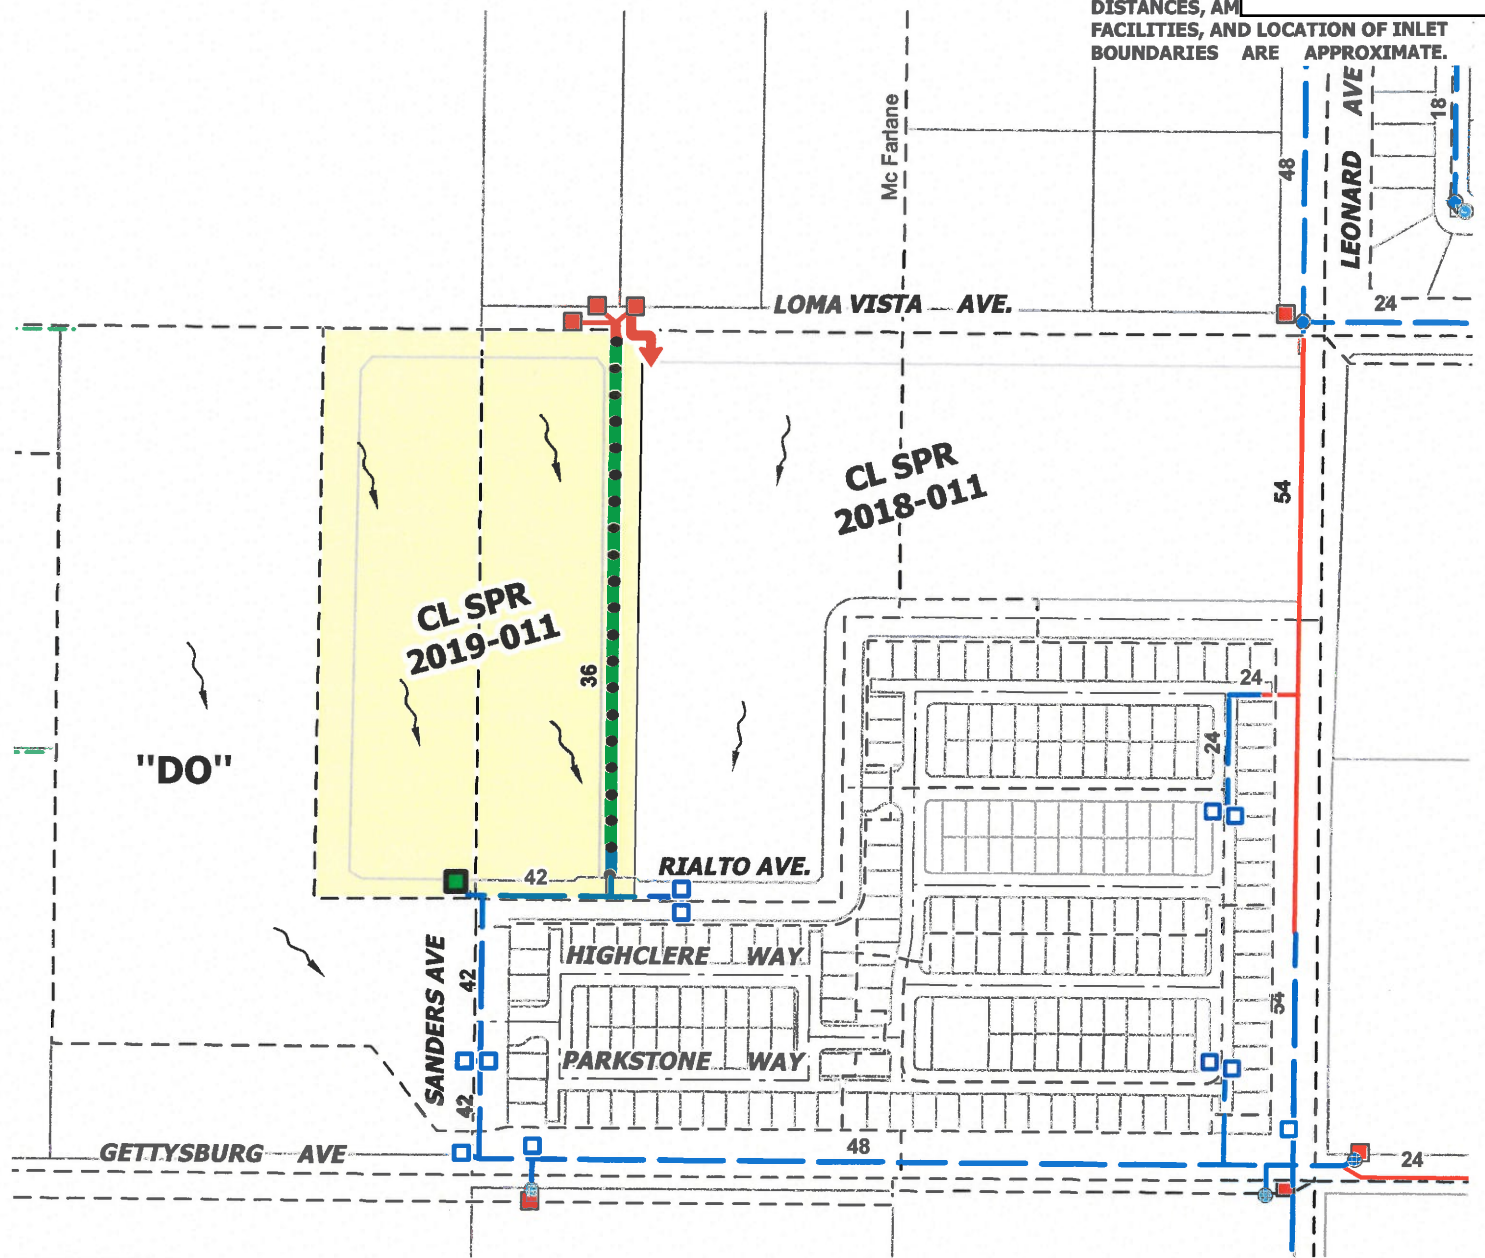 DISTANCES, AM
FACILITIES, AND LOCATION OF INLET
BOUNDARIES ARE APPROXIMATE.
Mc Farlane
48
LEONARD AVE
18
LOMA VISTA AVE.
24
CL SPR
2018-011
54
CL SPR
2019-011
36
24
24
"DO"
RIALTO AVE.
42
SANDERS AVE
42
HIGHCLERE WAY
54
PARKSTONE WAY
42
GETTYSBURG AVE
48
24